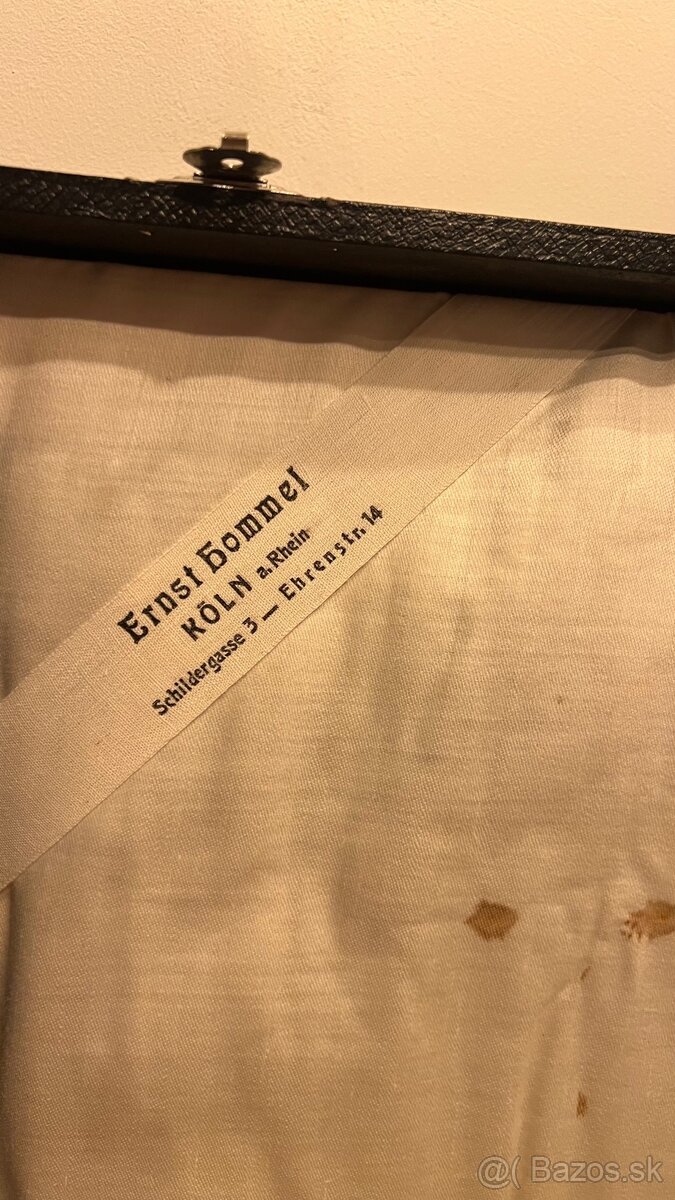 Ernst Hommel
KÖLN a. Rhein
Schildergasse 3 — Ehrenstr. 14
@( Bazos.sk